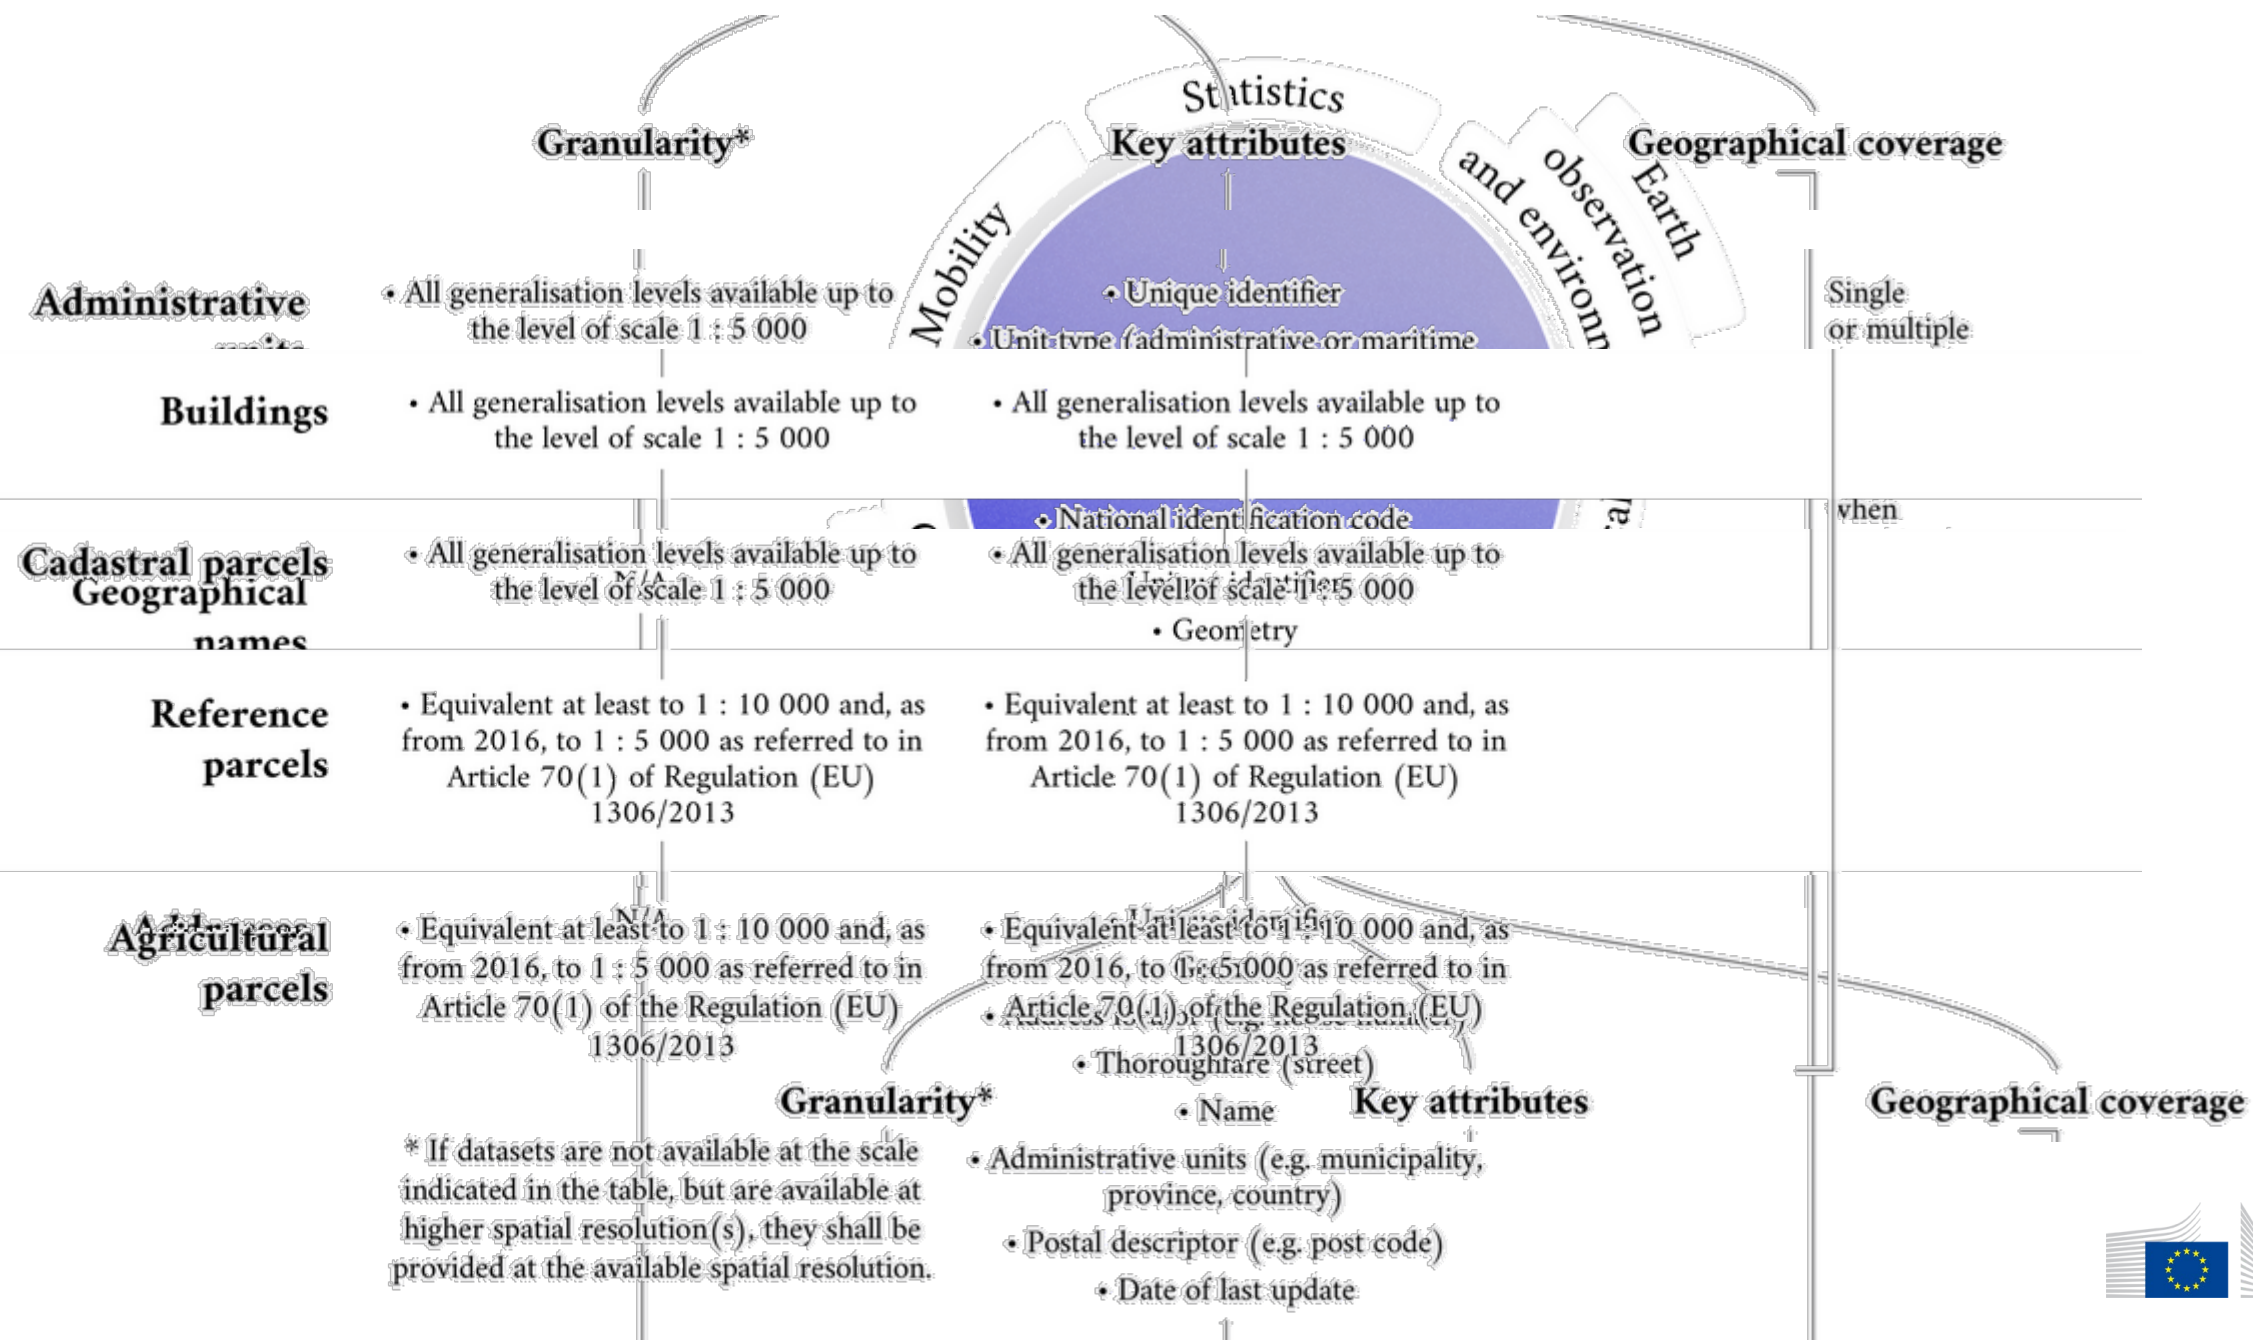 Statistics
Granularity*
Key attributes
Geographical coverage
Mobility
Earth
observation
and
Administrative
• All generalisation levels available up to
the level of scale 1 : 5 000
• Unique identifier
• Unit type (administrative or maritime
Single
or multiple
Buildings
• All generalisation levels available up to
the level of scale 1 : 5 000
• All generalisation levels available up to
the level of scale 1 : 5 000
• National identification code
when
Cadastral parcels
• All generalisation levels available up to
the level of scale 1 : 5 000
• All generalisation levels available up to
the level of scale 1 : 5 000
Geographical
names
N/A
Unique identifier
• Geometry
Reference
parcels
• Equivalent at least to 1 : 10 000 and, as
from 2016, to 1 : 5 000 as referred to in
Article 70(1) of Regulation (EU)
1306/2013
• Equivalent at least to 1 : 10 000 and, as
from 2016, to 1 : 5 000 as referred to in
Article 70(1) of Regulation (EU)
1306/2013
Agricultural
parcels
N/A
• Equivalent at least to 1 : 10 000 and, as
from 2016, to 1 : 5 000 as referred to in
Article 70(1) of the Regulation (EU)
1306/2013
• Equivalent at least to 1 : 10 000 and, as
from 2016, to 1 : 5 000 as referred to in
Article 70(1) of the Regulation (EU)
1306/2013
• Thoroughfare (street)
• Name
Granularity*
Key attributes
Geographical coverage
* If datasets are not available at the scale
indicated in the table, but are available at
higher spatial resolution(s), they shall be
provided at the available spatial resolution.
• Administrative units (e.g. municipality,
province, country)
• Postal descriptor (e.g. post code)
• Date of last update